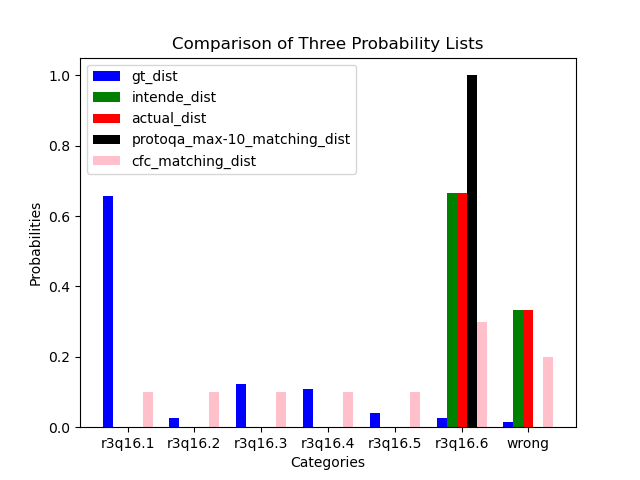 Comparison of Three Probability Lists
1.0
0.8
0.6
0.4
0.2
0.0
Probabilities
gt_dist
intende_dist
actual_dist
protoqa_max-10_matching_dist
cfc_matching_dist
r3q16.1 r3q16.2 r3q16.3 r3q16.4 r3q16.5 r3q16.6 wrong
Categories